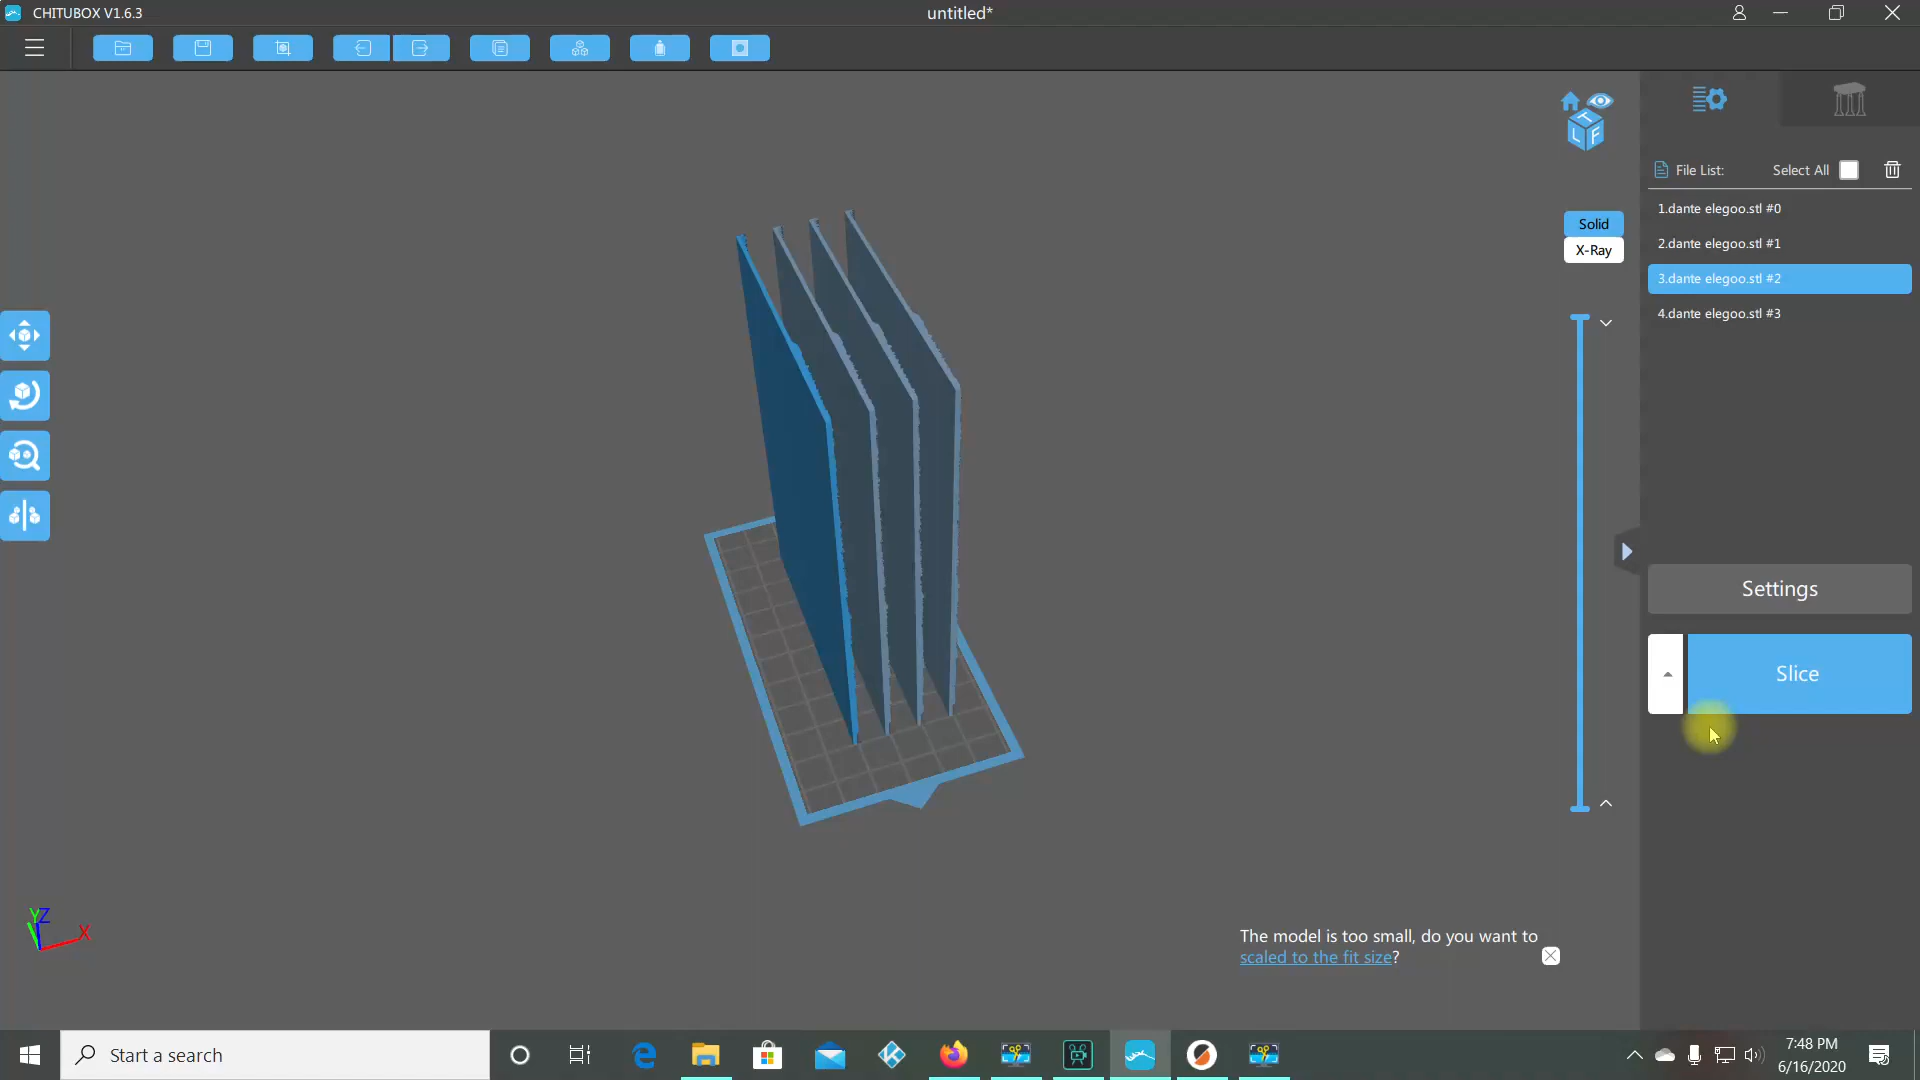 CHITUBOX V1.6.3
untitled*
T
L
F
File List:
Select All
1.dante elegoo.stl #0
2.dante elegoo.stl #1
3.dante elegoo.stl #2
4.dante elegoo.stl #3
Solid
X-Ray
Settings
Slice
Y
Z
X
The model is too small, do you want to
scaled to the fit size?
Start a search
7:48 PM
6/16/2020